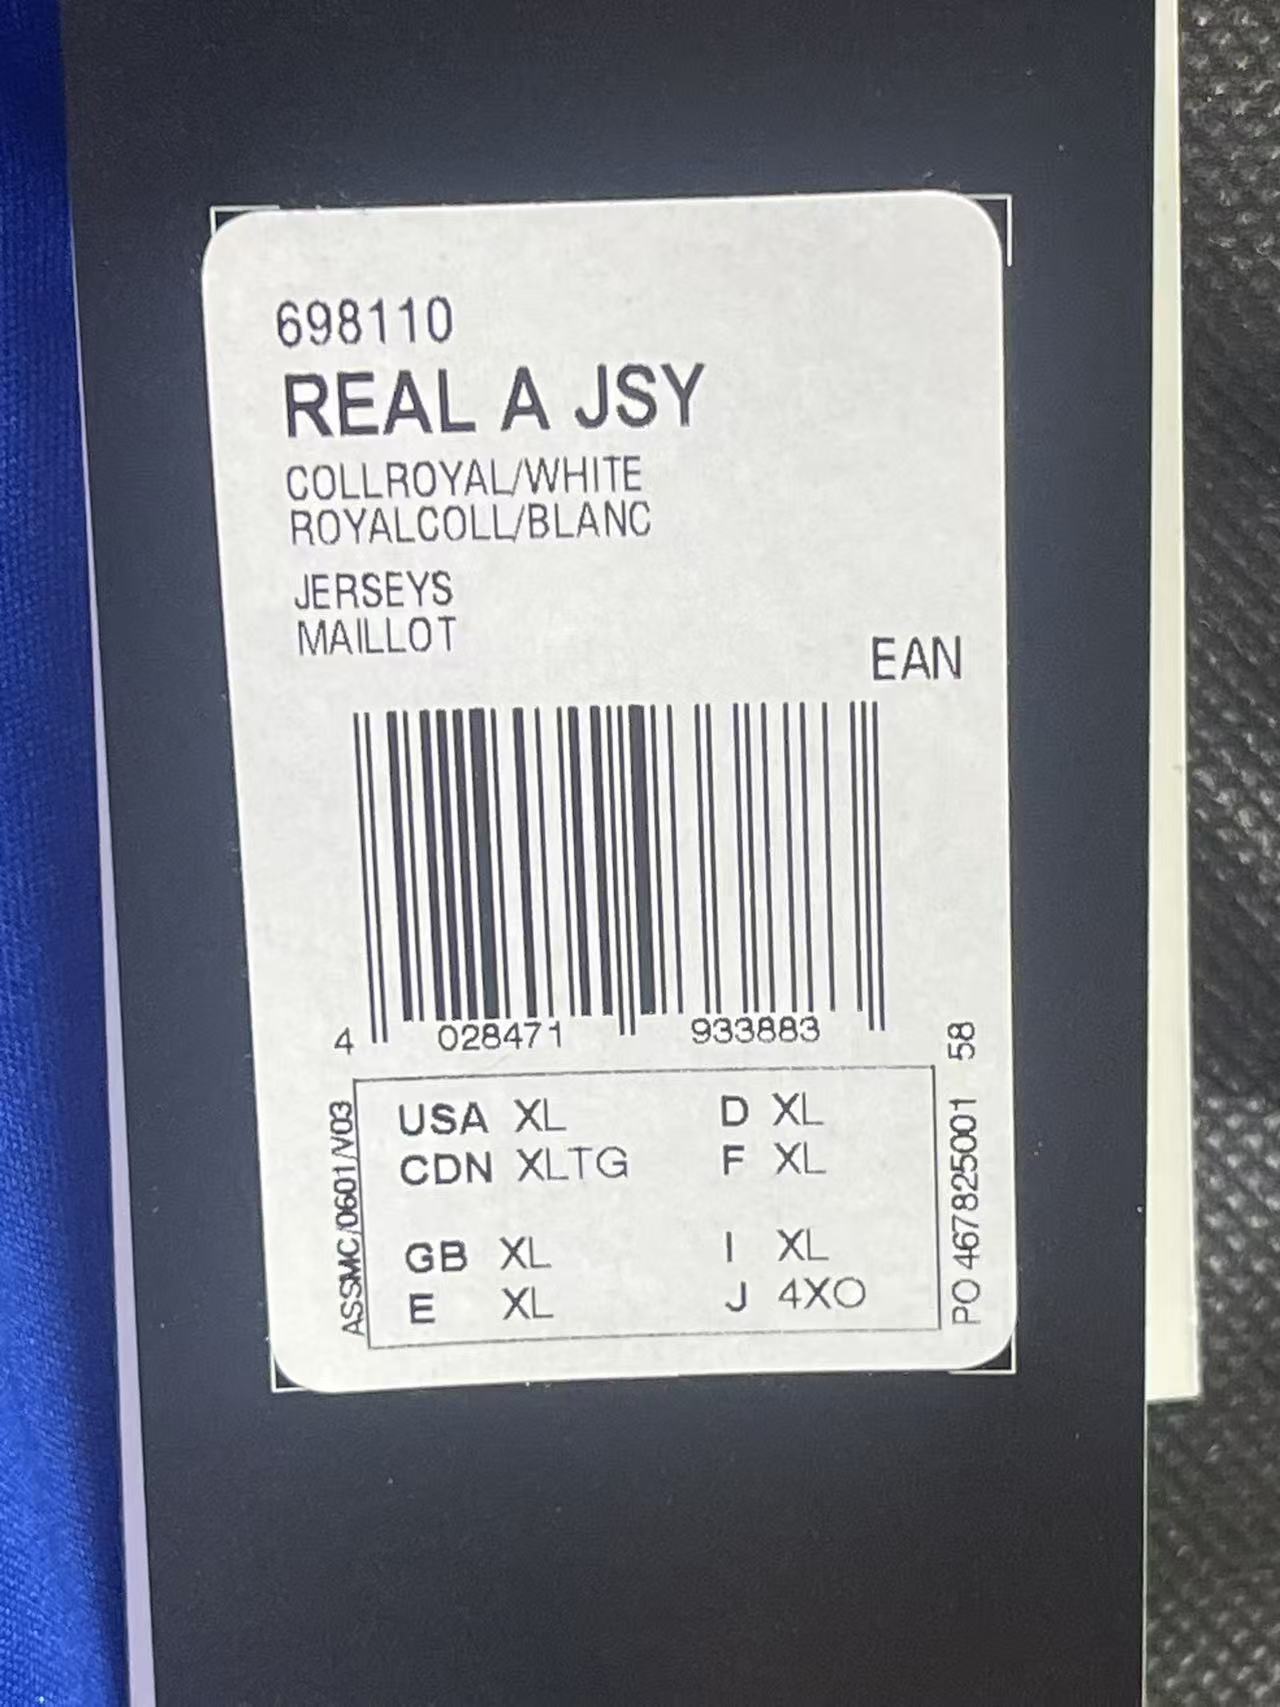 698110
REAL A JSY
COLLROYAL/WHITE
ROYALCOLL/BLANC
JERSEYS
MAILLOT
EAN
4 028471 933883
USA XL D XL
CDN XLTG F XL
GB XL I XL
E XL J 4XO
ASSMC/0601/V03
PO 467825001 58